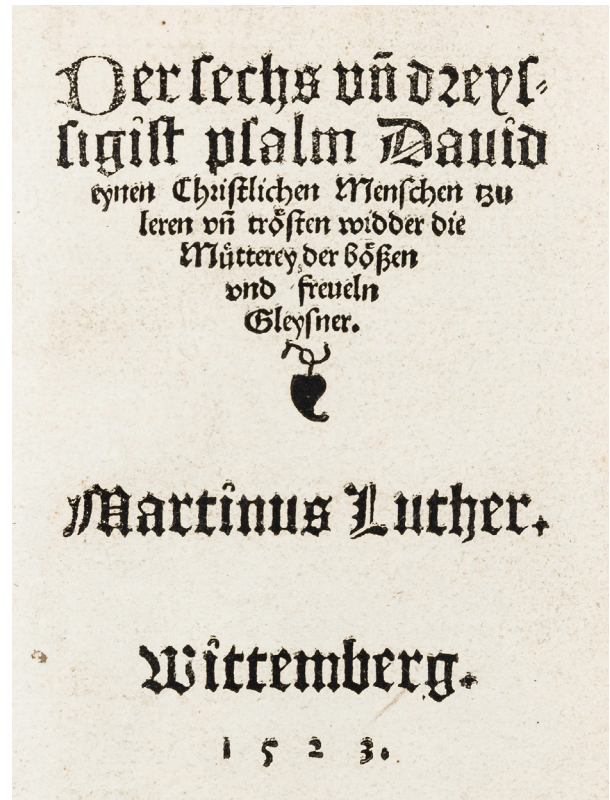 Der sechs vñ dreyſ⸗
ſigiſt pſalm Dauid
eynen Chriſtlichen Menſchen tzu
leren vñ tröſten widder die
Mütterey der bößen
vnd freueln
Gleyſner.
Martinus Luther.
Wittemberg.
1 5 2 3.